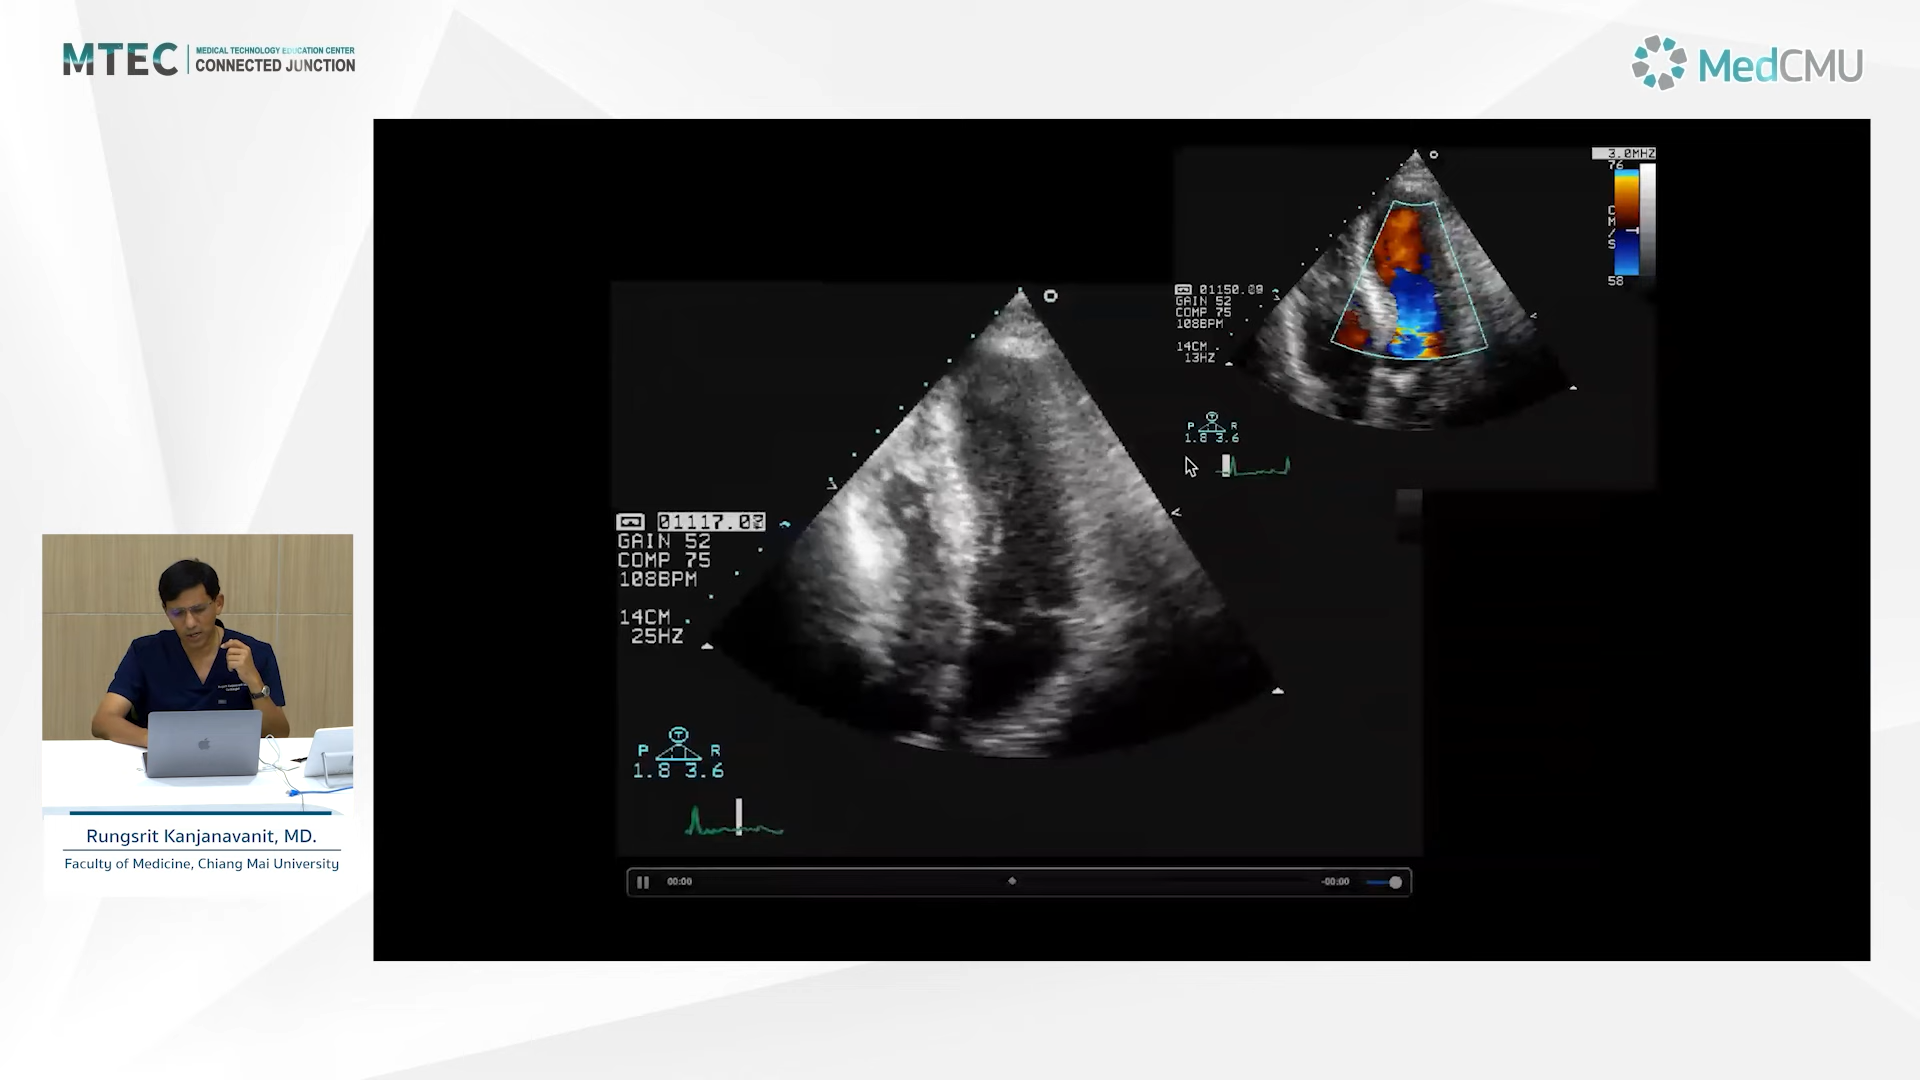 MTEC
MEDICAL TECHNOLOGY EDUCATION CENTER
CONNECTED JUNCTION
MedCMU
3.0MHZ
76
CM/S
58
01150.09
GAIN 52
COMP 75
108BPM
14CM
13HZ
P R
1.8 3.6
01117.03
GAIN 52
COMP 75
108BPM
14CM
25HZ
T
P R
1.8 3.6
00:00
-00:00
Rungsrit Kanjanavanit, MD.
Faculty of Medicine, Chiang Mai University